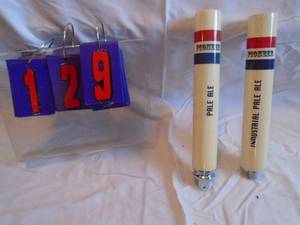 1 2 9
PIONEER
PALE ALE
PIONEER
INDUSTRIAL PALE ALE